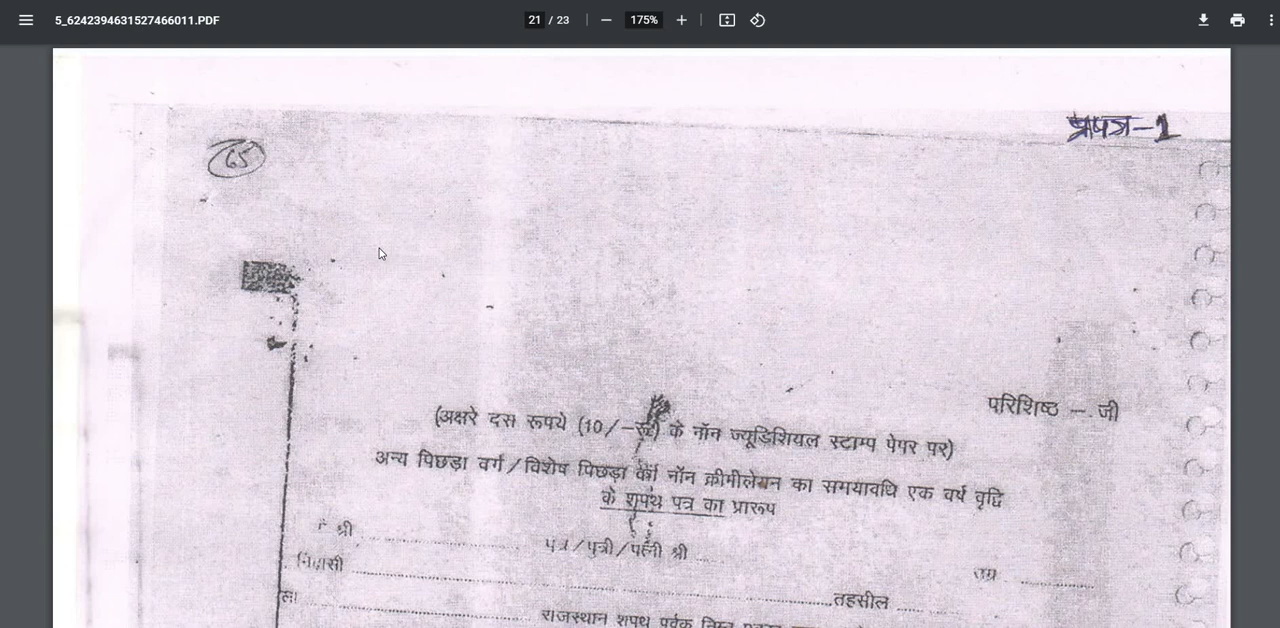 5_6242394631527466011.PDF
21 / 23
175%
प्रपत्र-1
65
परिशिष्ठ - जी
(अक्षरे दस रूपये (10/-रू) के नॉन ज्यूडिशियल स्टाम्प पेपर पर)
अन्य पिछड़ा वर्ग/विशेष पिछड़ा वर्ग नॉन क्रीमीलेयन का समयावधि एक वर्ष वृद्धि
के शपथ पत्र का प्रारूप
श्री पुत्र/पुत्री/पत्नी श्री
निवासी उम्र
तहसील
राजस्थान शपथ पूर्वक निम्न